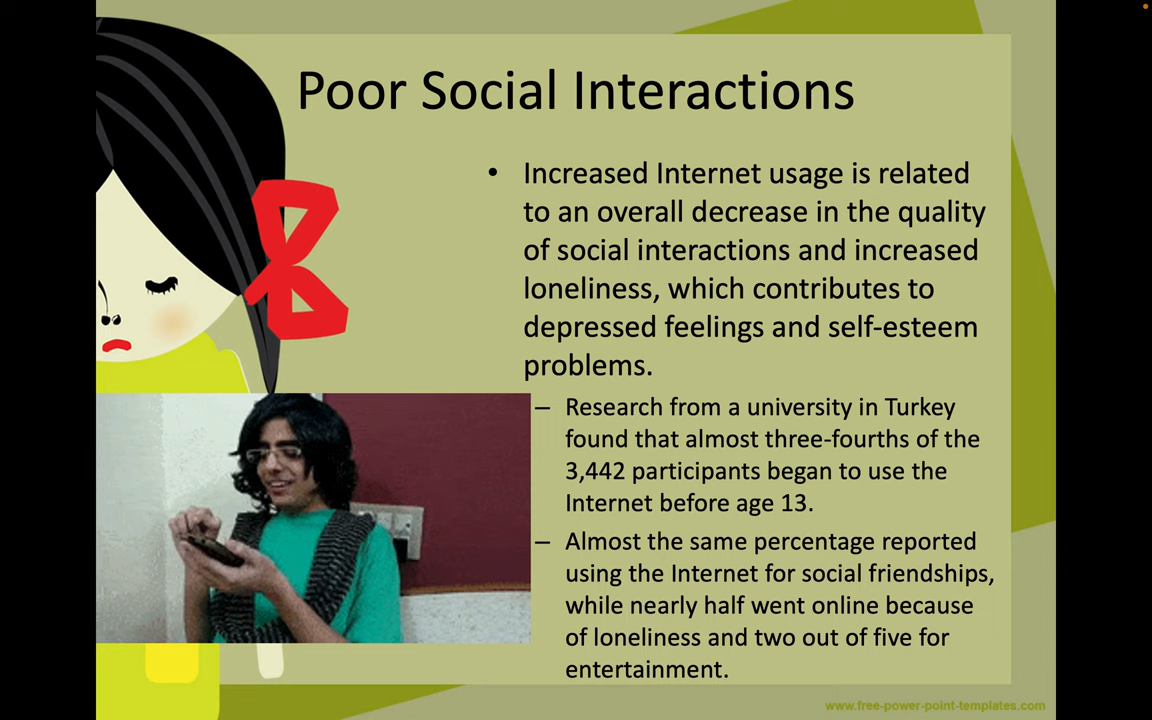 Poor Social Interactions
• Increased Internet usage is related
to an overall decrease in the quality
of social interactions and increased
loneliness, which contributes to
depressed feelings and self-esteem
problems.
– Research from a university in Turkey
found that almost three-fourths of the
3,442 participants began to use the
Internet before age 13.
– Almost the same percentage reported
using the Internet for social friendships,
while nearly half went online because
of loneliness and two out of five for
entertainment.
www.free-power-point-templates.com